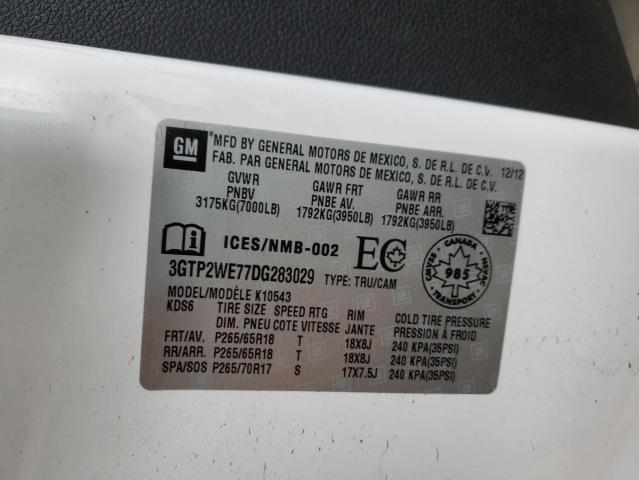 GM
*MFD BY GENERAL MOTORS DE MEXICO, S. DE R.L. DE C.V. 12/12
FAB. PAR GENERAL MOTORS DE MEXICO, S. DE R.L. DE C.V.
GVWR GAWR FRT GAWR RR
PNBV PNBE AV. PNBE ARR.
3175KG(7000LB) 1792KG(3950LB) 1792KG(3950LB)
i ICES/NMB-002 EC
CANADA
CMVSS 985 NSVAC
TRANSPORT
3GTP2WE77DG283029 TYPE: TRU/CAM
MODEL/MODÈLE K10543
KDS6 TIRE SIZE SPEED RTG RIM COLD TIRE PRESSURE
DIM. PNEU COTE VITESSE JANTE PRESSION À FROID
FRT/AV. P265/65R18 T 18X8J 240 KPA(35PSI)
RR/ARR. P265/65R18 T 18X8J 240 KPA(35PSI)
SPA/SOS P265/70R17 S 17X7.5J 240 KPA(35PSI)